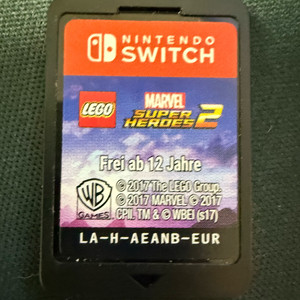 NINTENDO
SWITCH
LEGO MARVEL
SUPER HEROES 2
Frei ab 12 Jahre
© 2017 The LEGO Group.
© 2017 MARVEL © 2017
CPII. TM & © WBEI (s17)
WB
GAMES
LA-H-AEANB-EUR